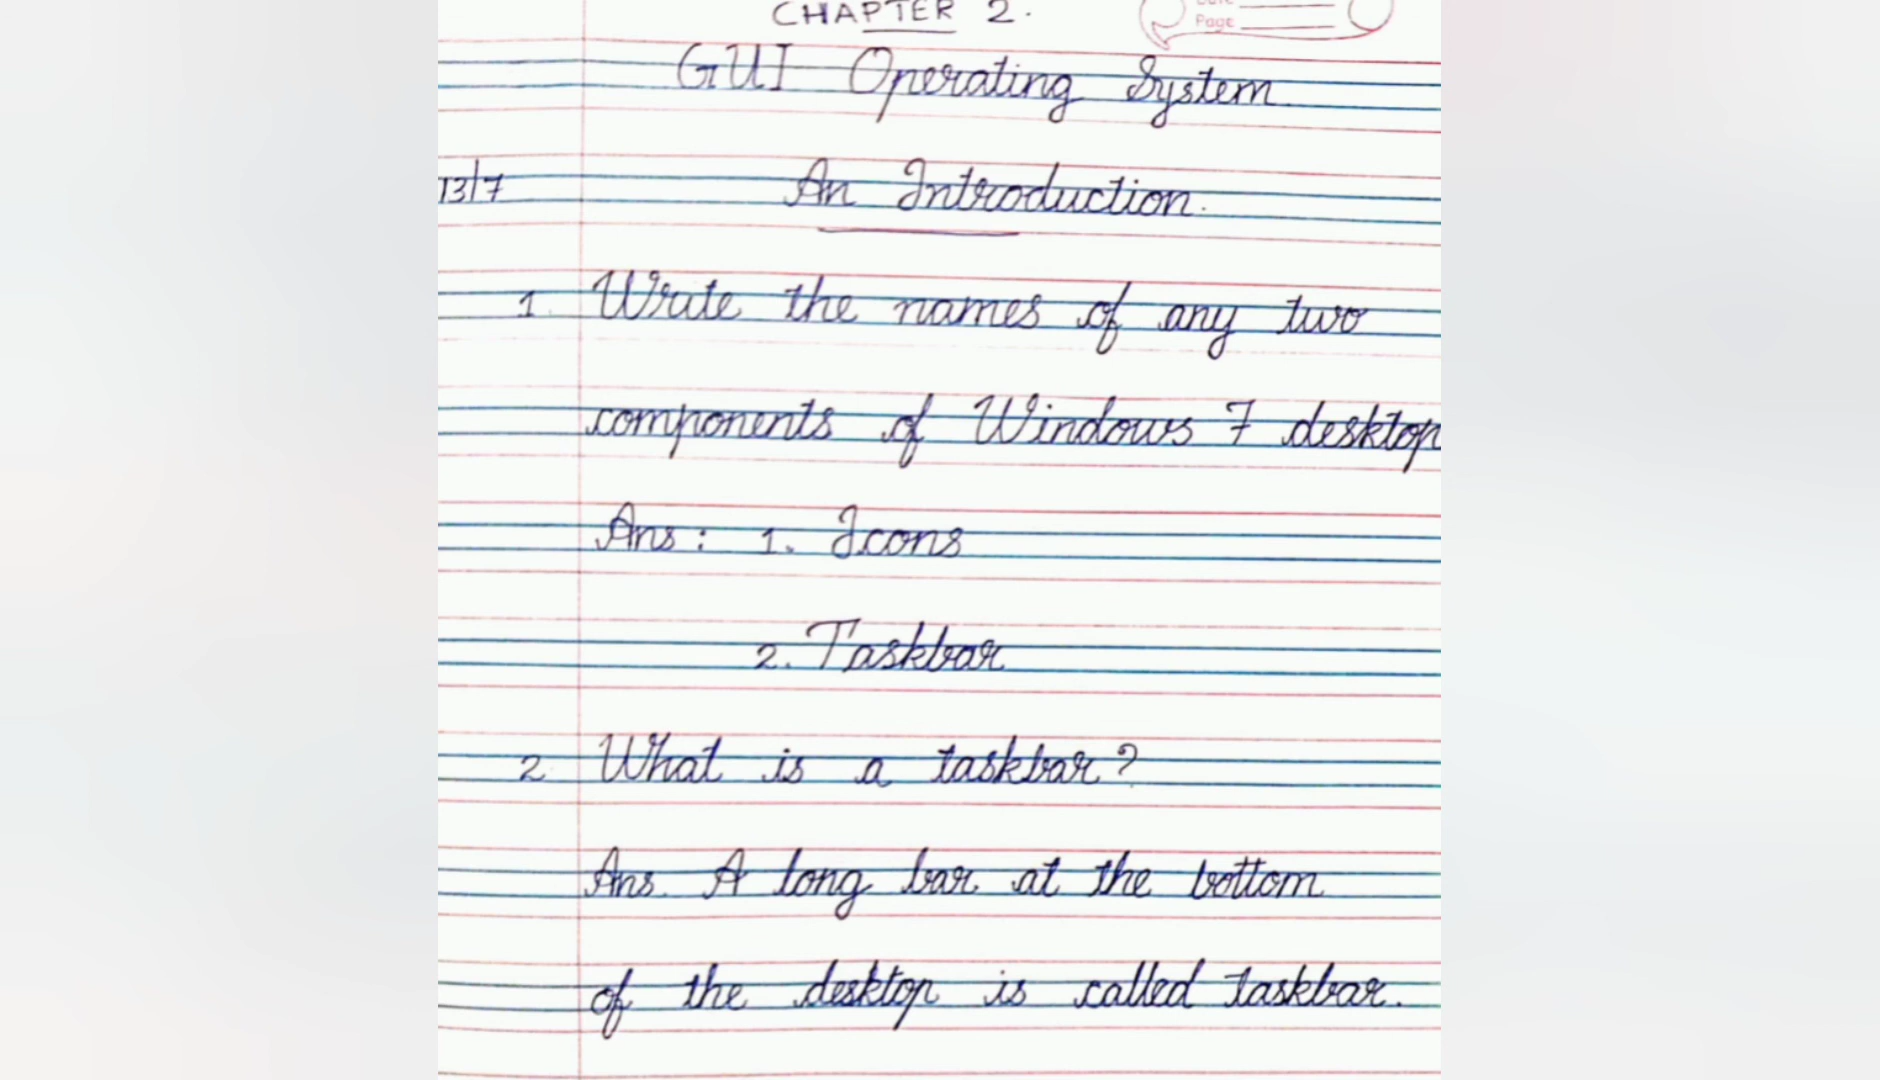 CHAPTER 2.
Page
GUI Operating System
13/7 An Introduction.
1. Write the names of any two
components of Windows 7 desktop
Ans: 1. Icons
2. Taskbar
2 What is a taskbar?
Ans. A long bar at the bottom
of the desktop is called taskbar.